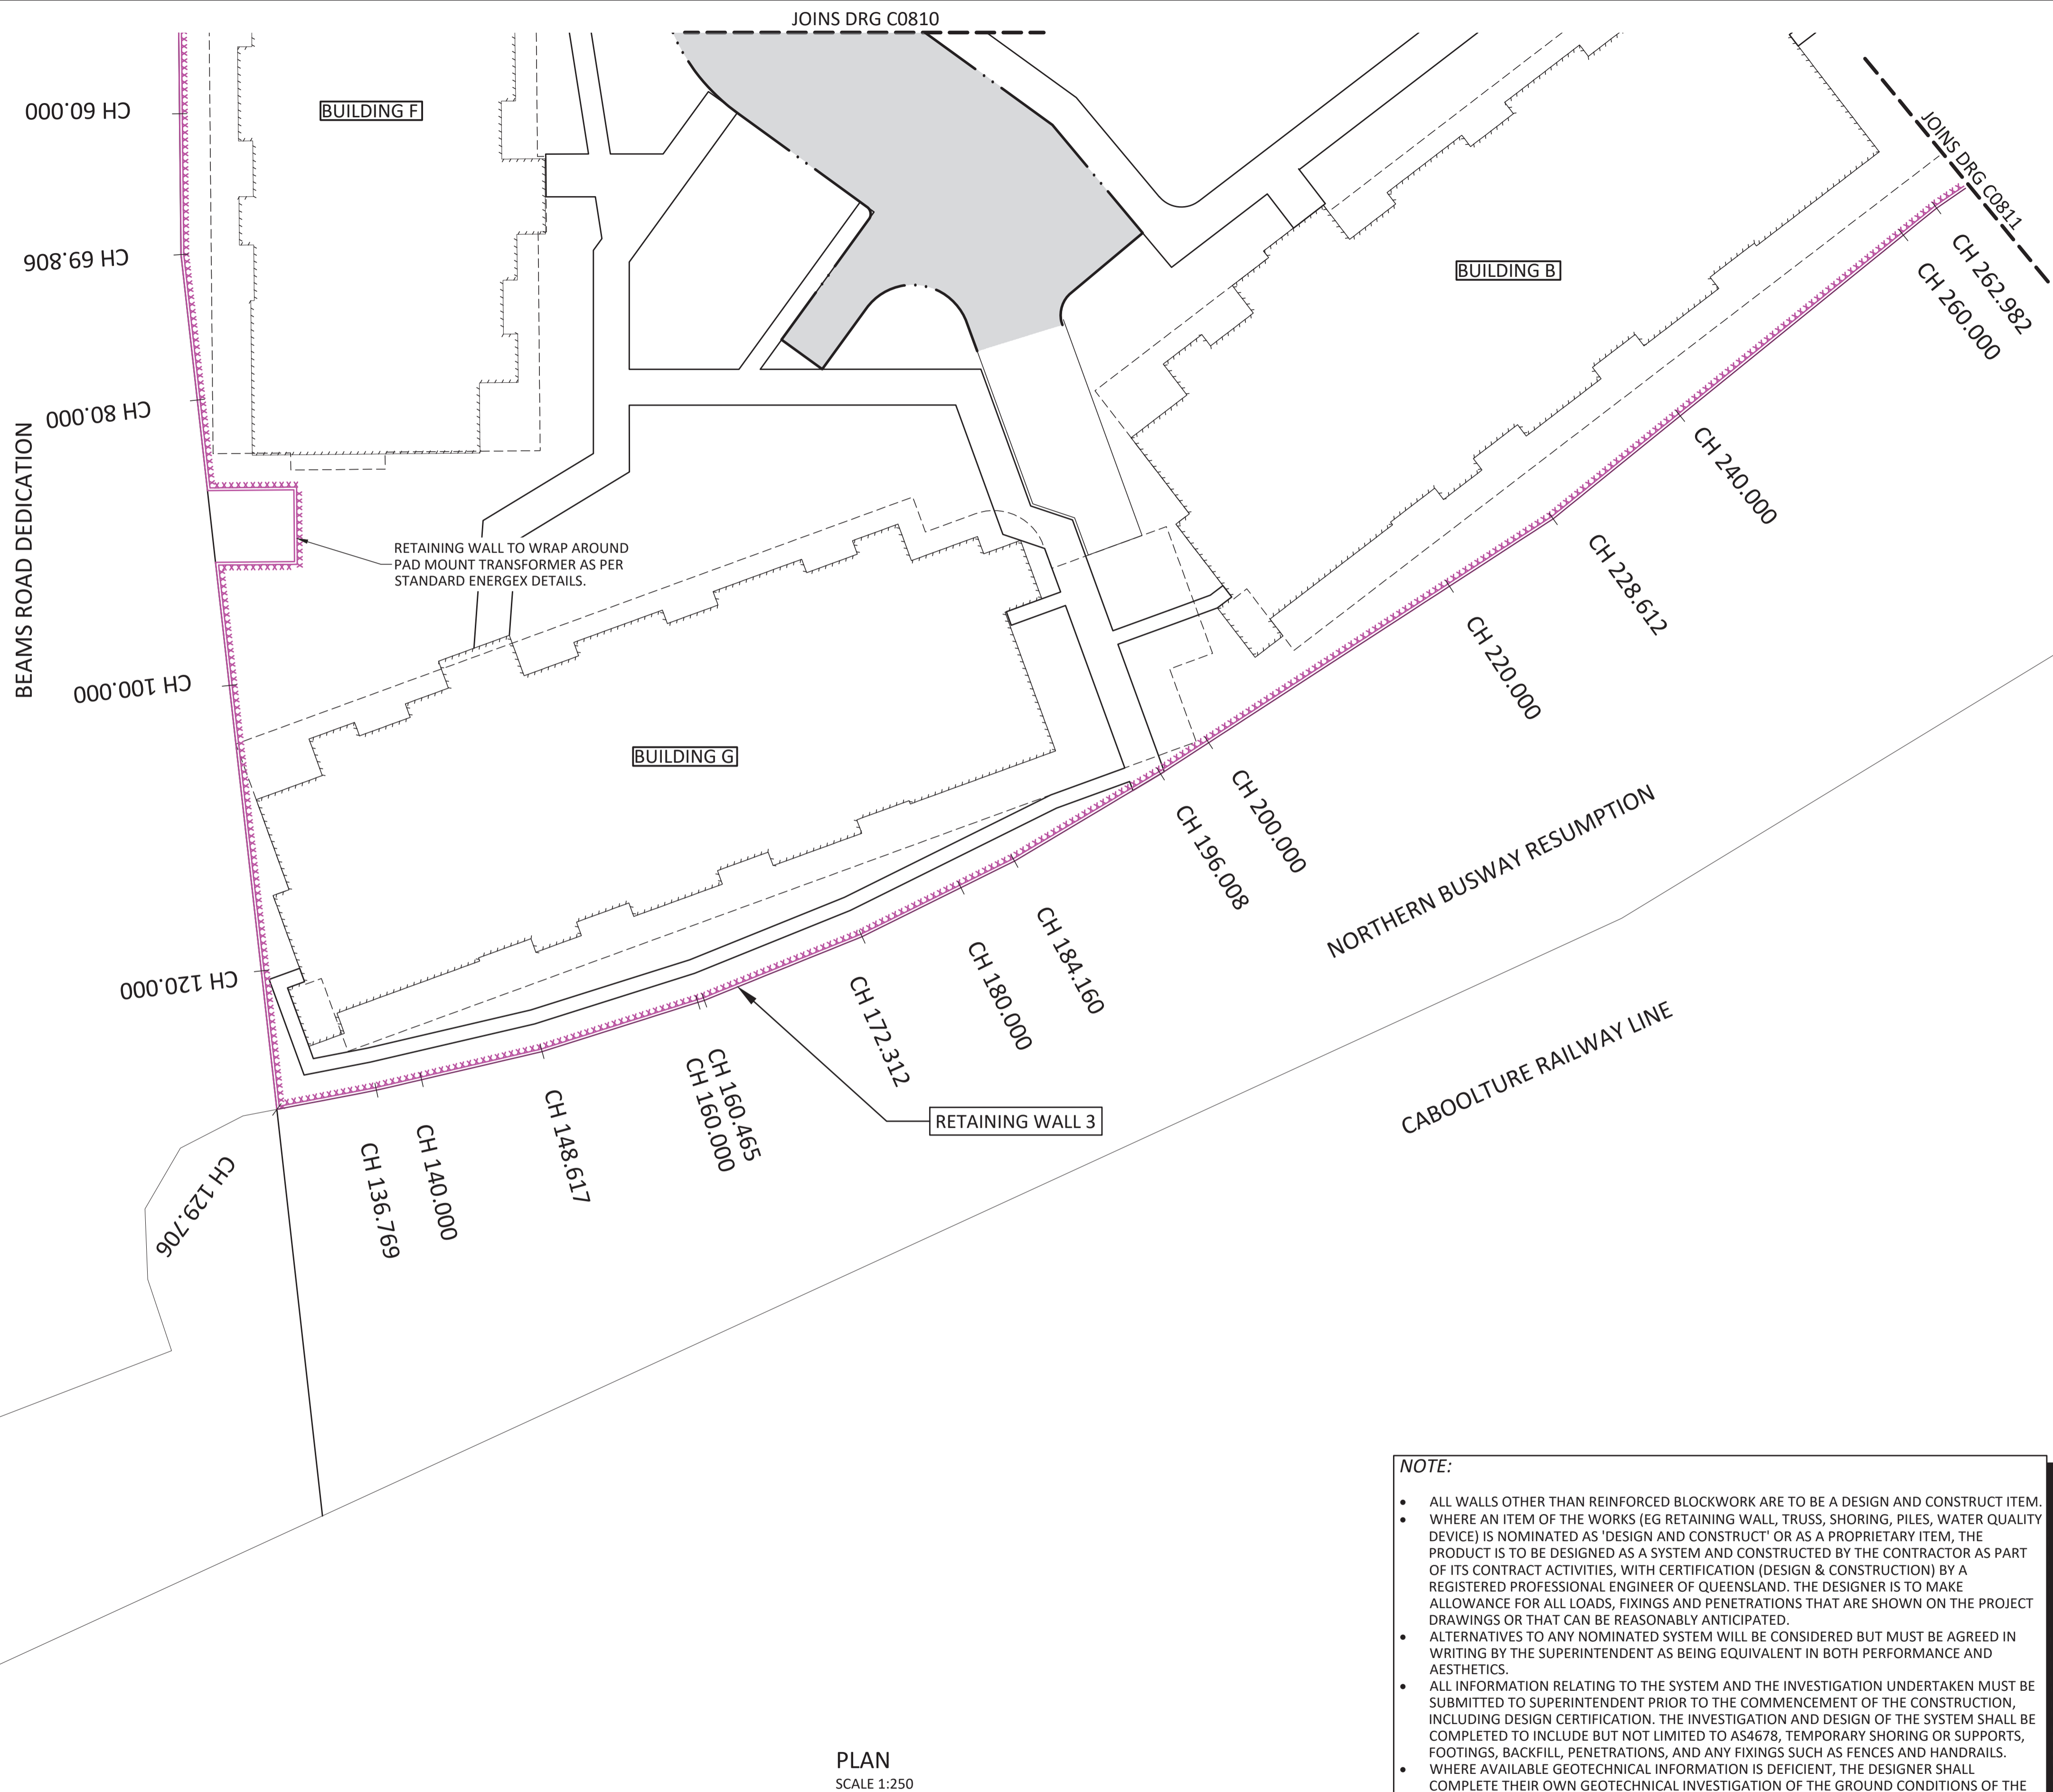 JOINS DRG C0810
CH 60.000
BUILDING F
JOINS DRG C0811
CH 69.806
BUILDING B
CH 262.982
CH 260.000
CH 80.000
BEAMS ROAD DEDICATION
CH 240.000
RETAINING WALL TO WRAP AROUND
PAD MOUNT TRANSFORMER AS PER
STANDARD ENERGEX DETAILS.
CH 228.612
CH 220.000
CH 100.000
BUILDING G
CH 200.000
CH 196.008
NORTHERN BUSWAY RESUMPTION
CH 184.160
CH 180.000
CH 120.000
CH 172.312
CABOOLTURE RAILWAY LINE
CH 160.465
CH 160.000
RETAINING WALL 3
CH 148.617
CH 140.000
CH 136.769
CH 129.706
NOTE:
• ALL WALLS OTHER THAN REINFORCED BLOCKWORK ARE TO BE A DESIGN AND CONSTRUCT ITEM.
• WHERE AN ITEM OF THE WORKS (EG RETAINING WALL, TRUSS, SHORING, PILES, WATER QUALITY
DEVICE) IS NOMINATED AS 'DESIGN AND CONSTRUCT' OR AS A PROPRIETARY ITEM, THE
PRODUCT IS TO BE DESIGNED AS A SYSTEM AND CONSTRUCTED BY THE CONTRACTOR AS PART
OF ITS CONTRACT ACTIVITIES, WITH CERTIFICATION (DESIGN & CONSTRUCTION) BY A
REGISTERED PROFESSIONAL ENGINEER OF QUEENSLAND. THE DESIGNER IS TO MAKE
ALLOWANCE FOR ALL LOADS, FIXINGS AND PENETRATIONS THAT ARE SHOWN ON THE PROJECT
DRAWINGS OR THAT CAN BE REASONABLY ANTICIPATED.
• ALTERNATIVES TO ANY NOMINATED SYSTEM WILL BE CONSIDERED BUT MUST BE AGREED IN
WRITING BY THE SUPERINTENDENT AS BEING EQUIVALENT IN BOTH PERFORMANCE AND
AESTHETICS.
• ALL INFORMATION RELATING TO THE SYSTEM AND THE INVESTIGATION UNDERTAKEN MUST BE
SUBMITTED TO SUPERINTENDENT PRIOR TO THE COMMENCEMENT OF THE CONSTRUCTION,
INCLUDING DESIGN CERTIFICATION. THE INVESTIGATION AND DESIGN OF THE SYSTEM SHALL BE
COMPLETED TO INCLUDE BUT NOT LIMITED TO AS4678, TEMPORARY SHORING OR SUPPORTS,
FOOTINGS, BACKFILL, PENETRATIONS, AND ANY FIXINGS SUCH AS FENCES AND HANDRAILS.
• WHERE AVAILABLE GEOTECHNICAL INFORMATION IS DEFICIENT, THE DESIGNER SHALL
COMPLETE THEIR OWN GEOTECHNICAL INVESTIGATION OF THE GROUND CONDITIONS OF THE
PLAN
SCALE 1:250